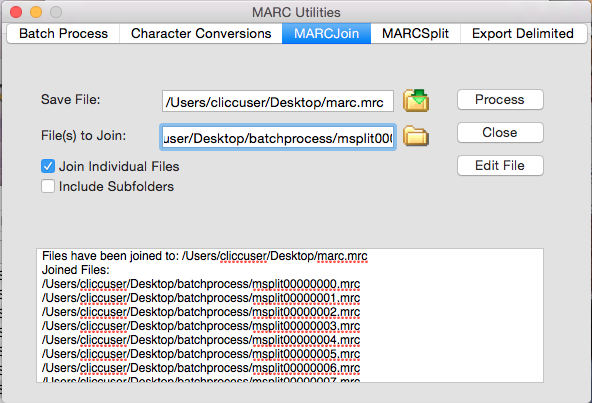 MARC Utilities
Batch Process Character Conversions MARCJoin MARCSplit Export Delimited
Save File: /Users/cliccuser/Desktop/marc.mrc Process
File(s) to Join: user/Desktop/batchprocess/msplit00( Close
Join Individual Files Edit File
Include Subfolders
Files have been joined to: /Users/cliccuser/Desktop/marc.mrc
Joined Files:
/Users/cliccuser/Desktop/batchprocess/msplit00000000.mrc
/Users/cliccuser/Desktop/batchprocess/msplit00000001.mrc
/Users/cliccuser/Desktop/batchprocess/msplit00000002.mrc
/Users/cliccuser/Desktop/batchprocess/msplit00000003.mrc
/Users/cliccuser/Desktop/batchprocess/msplit00000004.mrc
/Users/cliccuser/Desktop/batchprocess/msplit00000005.mrc
/Users/cliccuser/Desktop/batchprocess/msplit00000006.mrc
/Users/cliccuser/Desktop/batchprocess/msplit00000007.mrc